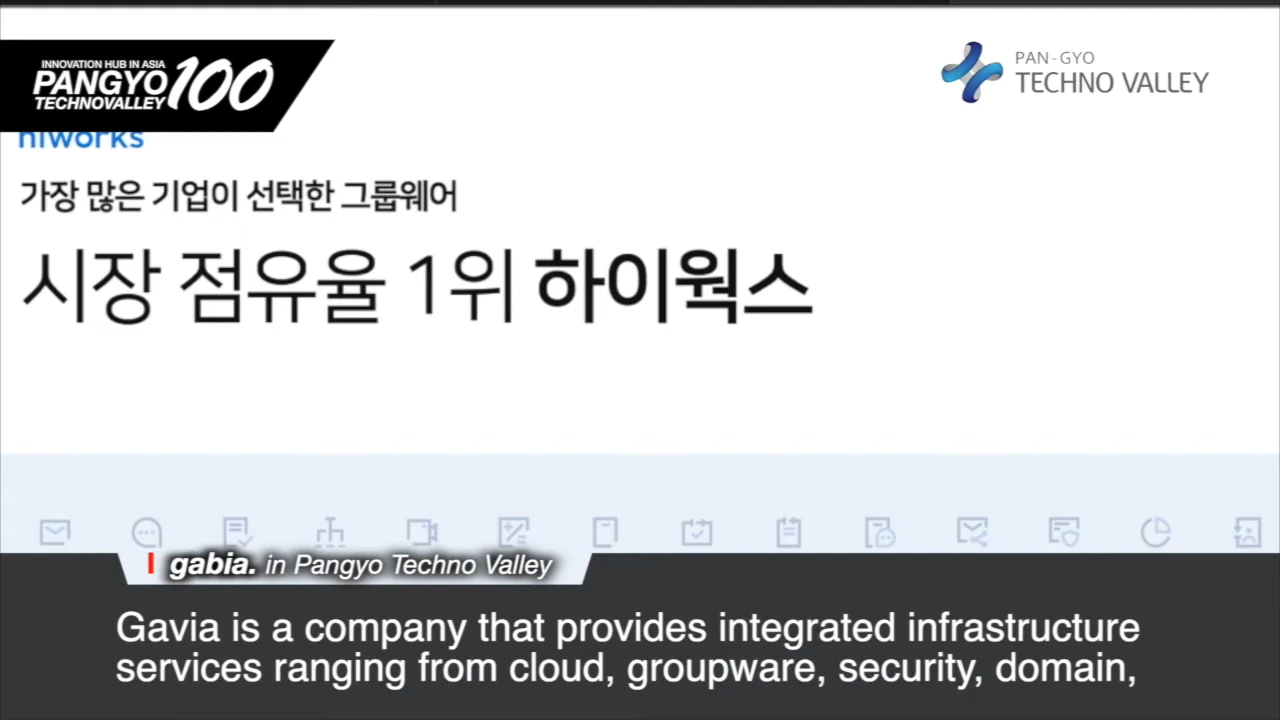 INNOVATION HUB IN ASIA
PANGYO 100
TECHNOVALLEY
PAN-GYO
TECHNO VALLEY
hiworks
가장 많은 기업이 선택한 그룹웨어
시장 점유율 1위 하이웍스
gabia. in Pangyo Techno Valley
Gavia is a company that provides integrated infrastructure
services ranging from cloud, groupware, security, domain,